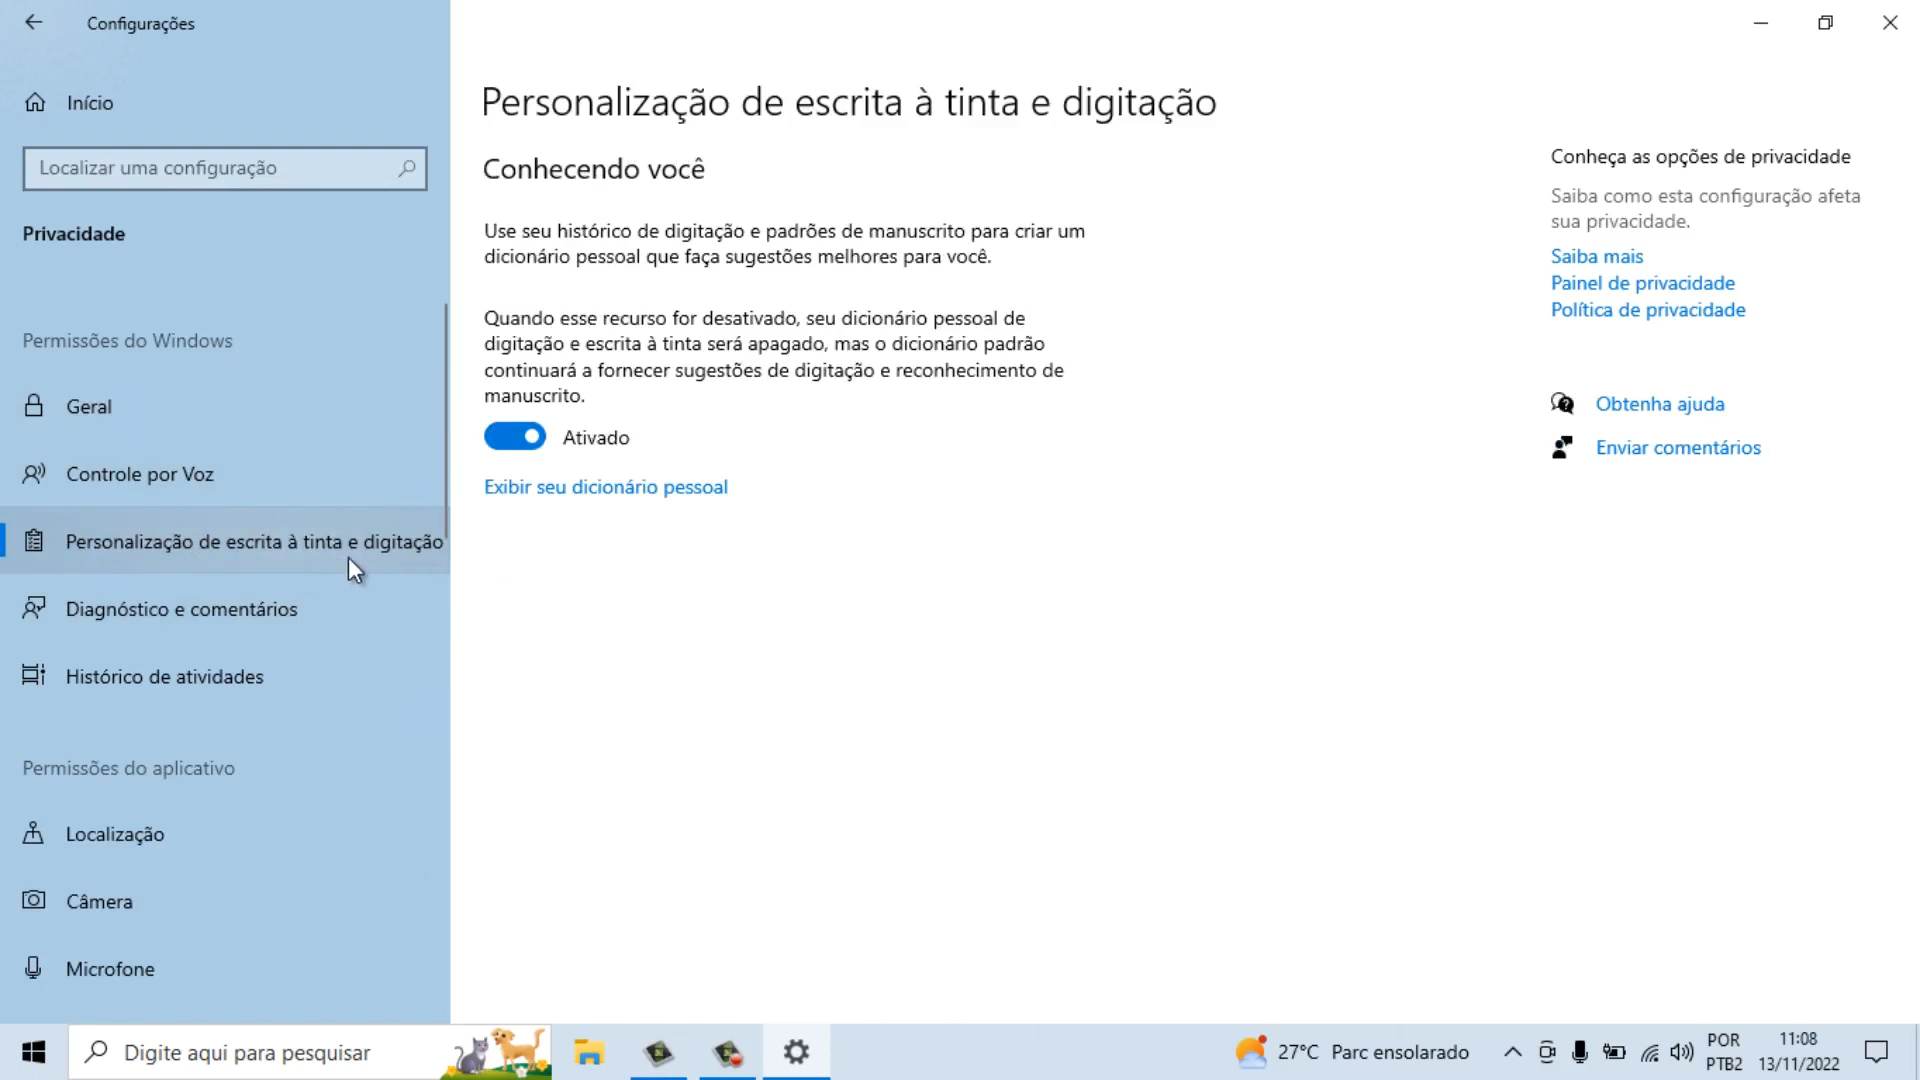 Configurações
Início
Localizar uma configuração
Privacidade
Permissões do Windows
Geral
Controle por Voz
Personalização de escrita à tinta e digitação
Diagnóstico e comentários
Histórico de atividades
Permissões do aplicativo
Localização
Câmera
Microfone
Personalização de escrita à tinta e digitação
Conhecendo você
Use seu histórico de digitação e padrões de manuscrito para criar um
dicionário pessoal que faça sugestões melhores para você.
Quando esse recurso for desativado, seu dicionário pessoal de
digitação e escrita à tinta será apagado, mas o dicionário padrão
continuará a fornecer sugestões de digitação e reconhecimento de
manuscrito.
Ativado
Exibir seu dicionário pessoal
Conheça as opções de privacidade
Saiba como esta configuração afeta
sua privacidade.
Saiba mais
Painel de privacidade
Política de privacidade
Obtenha ajuda
Enviar comentários
Digite aqui para pesquisar
27°C Parc ensolarado
POR
PTB2
11:08
13/11/2022